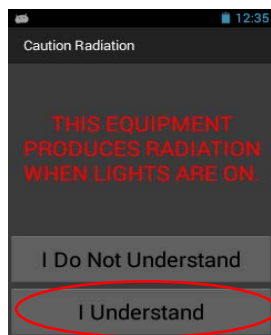 12:35
Caution Radiation
THIS EQUIPMENT
PRODUCES RADIATION
WHEN LIGHTS ARE ON.
I Do Not Understand
I Understand